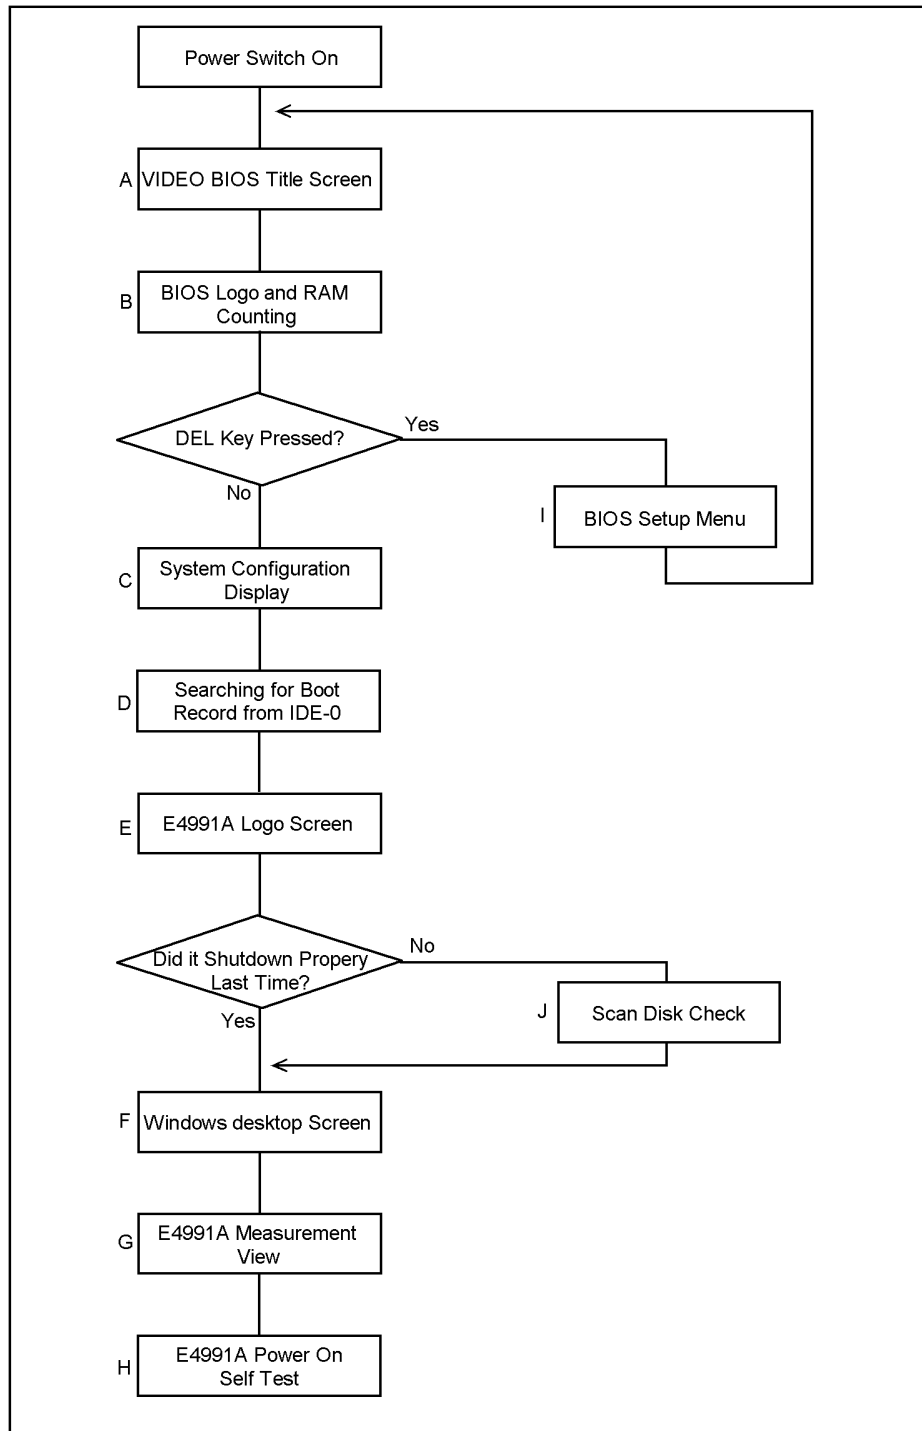 Power Switch On
A
VIDEO BIOS Title Screen
B
BIOS Logo and RAM
Counting
DEL Key Pressed?
Yes
No
I
BIOS Setup Menu
C
System Configuration
Display
D
Searching for Boot
Record from IDE-0
E
E4991A Logo Screen
Did it Shutdown Propery
Last Time?
No
Yes
J
Scan Disk Check
F
Windows desktop Screen
G
E4991A Measurement
View
H
E4991A Power On
Self Test